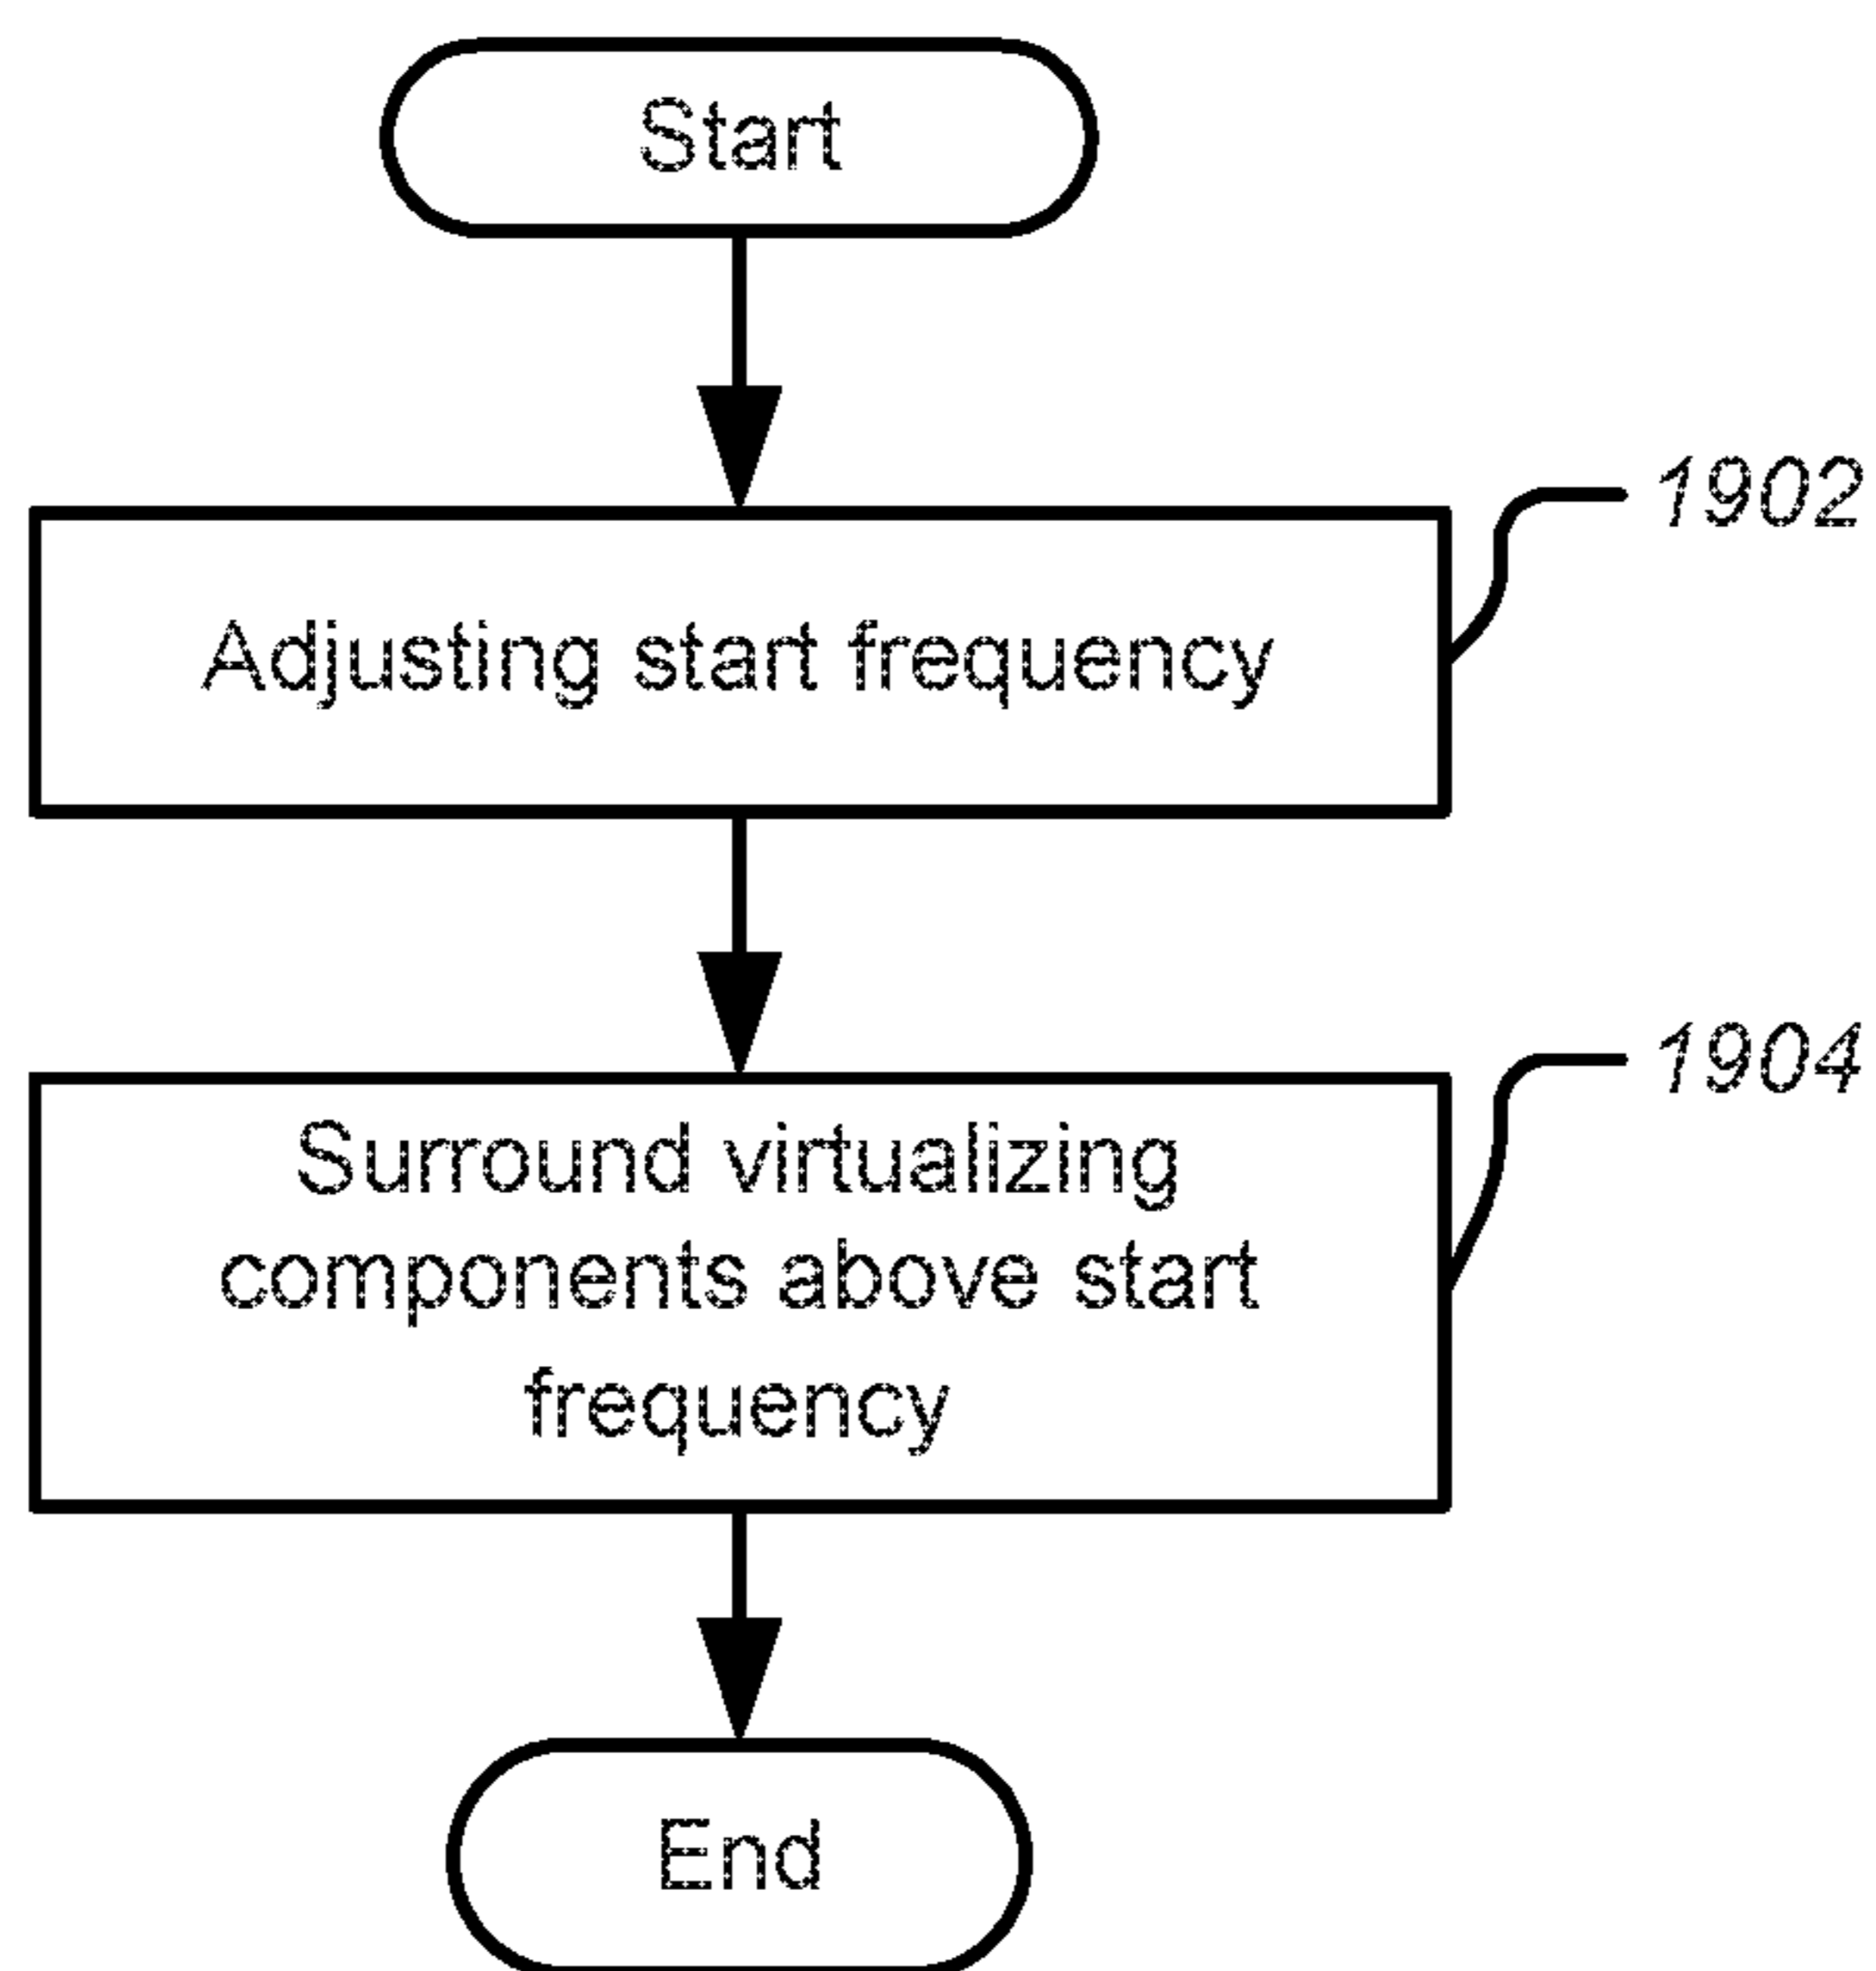 Start
1902
Adjusting start frequency
1904
Surround virtualizing
components above start
frequency
End